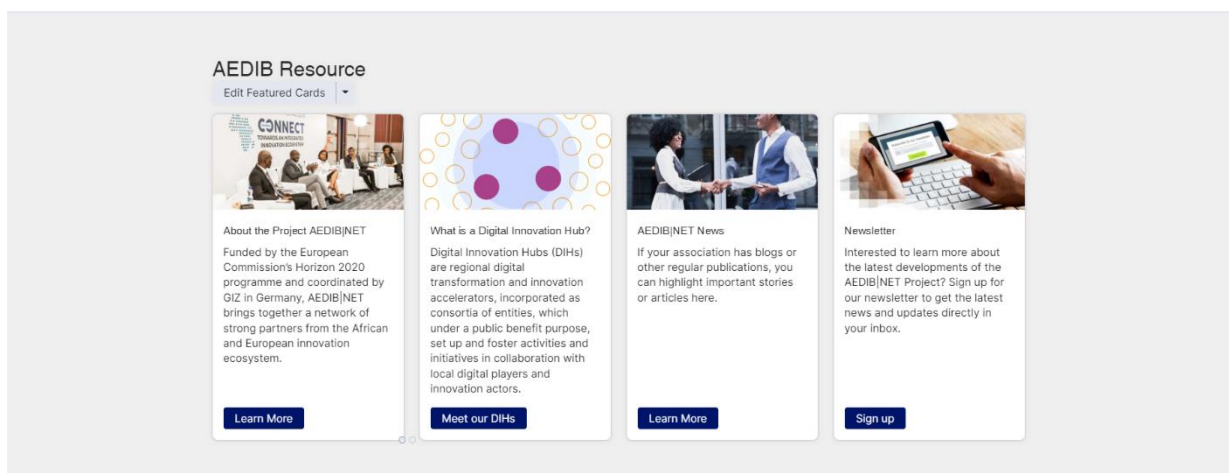 AEDIB Resource
Edit Featured Cards
CONNECT
TOWARDS AN INTEGRATED
INNOVATION ECOSYSTEM
About the Project AEDIB|NET
Funded by the European
Commission's Horizon 2020
programme and coordinated by
GIZ in Germany, AEDIB|NET
brings together a network of
strong partners from the African
and European innovation
ecosystem.
Learn More
What is a Digital Innovation Hub?
Digital Innovation Hubs (DIHs)
are regional digital
transformation and innovation
accelerators, incorporated as
consortia of entities, which
under a public benefit purpose,
set up and foster activities and
initiatives in collaboration with
local digital players and
innovation actors.
Meet our DIHs
AEDIB|NET News
If your association has blogs or
other regular publications, you
can highlight important stories
or articles here.
Learn More
Newsletter
Interested to learn more about
the latest developments of the
AEDIB|NET Project? Sign up for
our newsletter to get the latest
news and updates directly in
your inbox.
Sign up